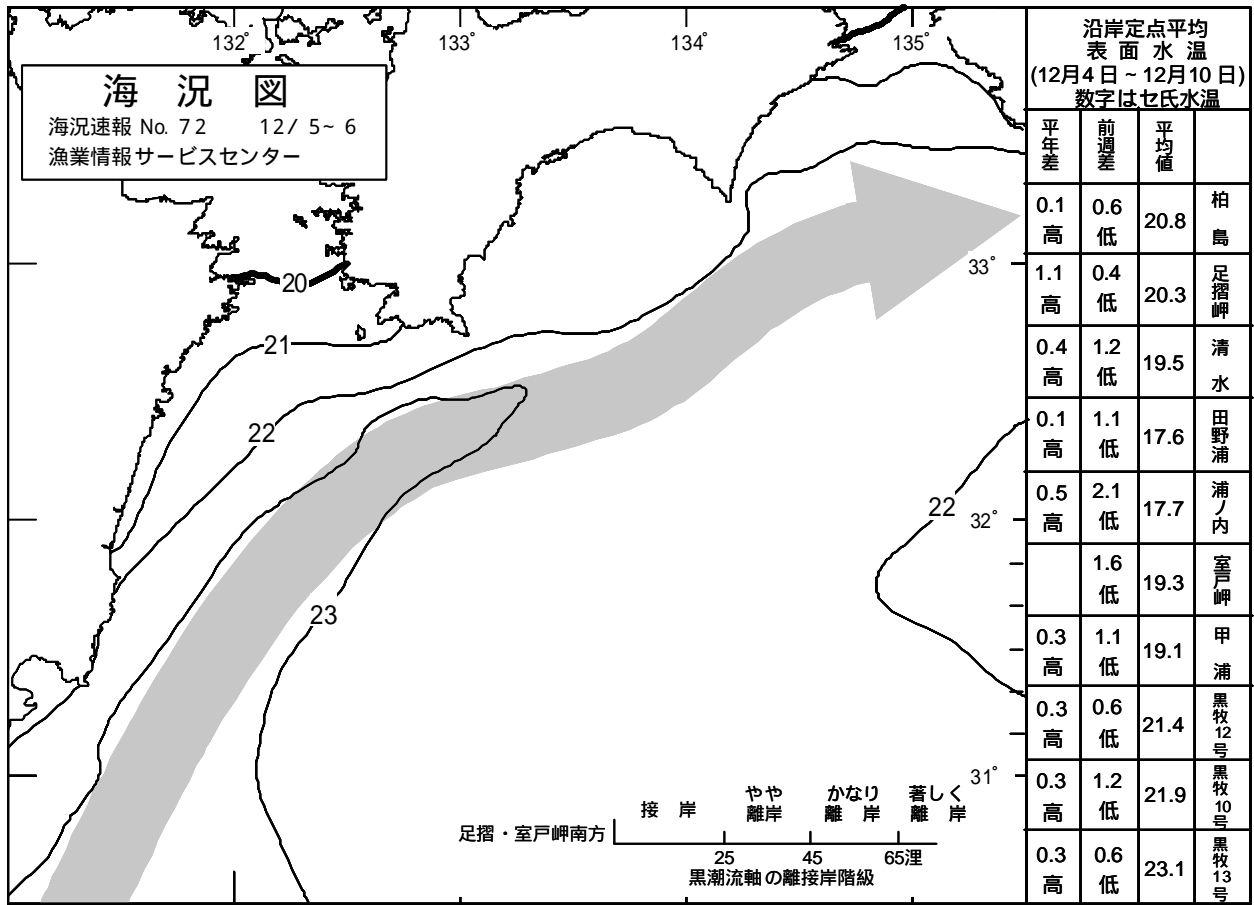 132°
133°
134°
135°
海 況 図
海況速報 No. 72 12/ 5~ 6
漁業情報サービスセンター
20
21
22
23
22
33°
32°
31°
接 岸
やや
離岸
かなり
離 岸
著しく
離 岸
足摺・室戸岬南方
25
45
65浬
黒潮流軸の離接岸階級
沿岸定点平均
表 面 水 温
(12月4日~12月10日)
数字はセ氏水温
平年差 前週差 平均値
0.1高 0.6低 20.8 柏島
1.1高 0.4低 20.3 足摺岬
0.4高 1.2低 19.5 清水
0.1高 1.1低 17.6 田野浦
0.5高 2.1低 17.7 浦ノ内
1.6低 19.3 室戸岬
0.3高 1.1低 19.1 甲浦
0.3高 0.6低 21.4 黒牧12号
0.3高 1.2低 21.9 黒牧10号
0.3高 0.6低 23.1 黒牧13号